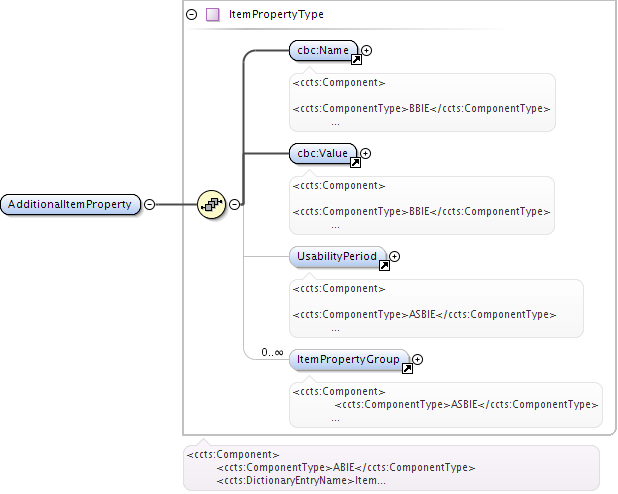 ItemPropertyType
cbc:Name
<ccts:Component>
<ccts:ComponentType>BBIE</ccts:ComponentType>
...
cbc:Value
<ccts:Component>
<ccts:ComponentType>BBIE</ccts:ComponentType>
...
AdditionalItemProperty
UsabilityPeriod
<ccts:Component>
<ccts:ComponentType>ASBIE</ccts:ComponentType>
...
0..∞
ItemPropertyGroup
<ccts:Component>
<ccts:ComponentType>ASBIE</ccts:ComponentType>
...
<ccts:Component>
<ccts:ComponentType>ABIE</ccts:ComponentType>
<ccts:DictionaryEntryName>Item...